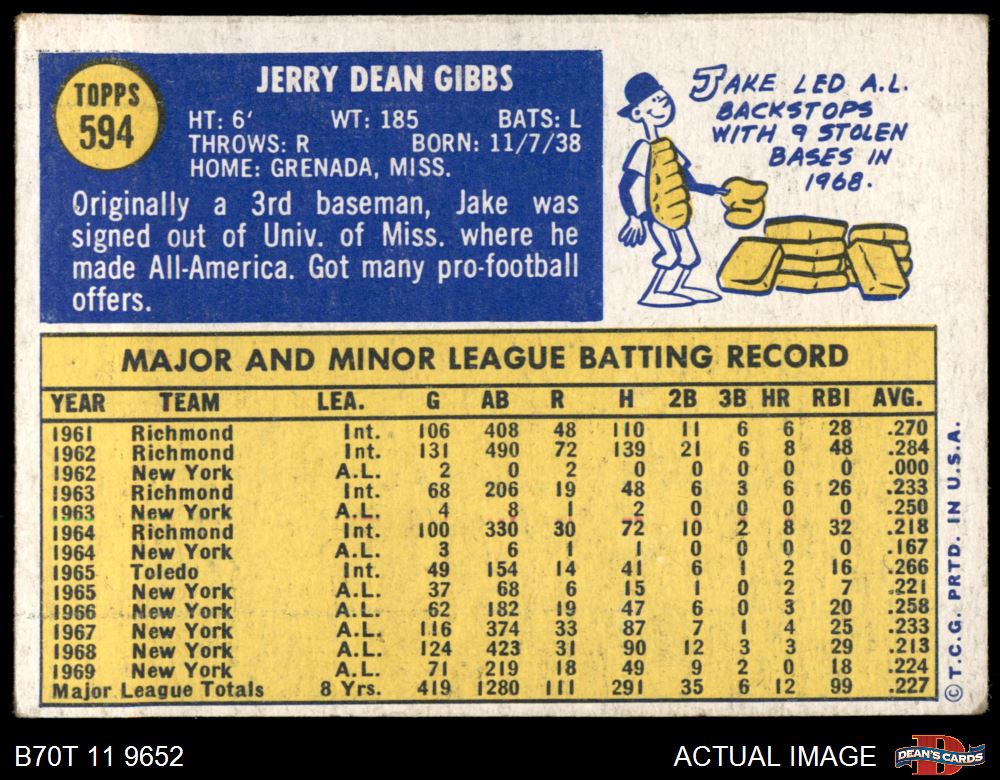 TOPPS
594
JERRY DEAN GIBBS
HT: 6' WT: 185 BATS: L
THROWS: R BORN: 11/7/38
HOME: GRENADA, MISS.
Originally a 3rd baseman, Jake was
signed out of Univ. of Miss. where he
made All-America. Got many pro-football
offers.
JAKE LED A.L.
BACKSTOPS
WITH 9 STOLEN
BASES IN
1968.
MAJOR AND MINOR LEAGUE BATTING RECORD
YEAR TEAM LEA. G AB R H 2B 3B HR RBI AVG.
1961 Richmond Int. 106 408 48 110 11 6 6 28 .270
1962 Richmond Int. 131 490 72 139 21 6 8 48 .284
1962 New York A.L. 2 0 2 0 0 0 0 0 .000
1963 Richmond Int. 68 206 19 48 6 3 6 26 .233
1963 New York A.L. 4 8 1 2 0 0 0 0 .250
1964 Richmond Int. 100 330 30 72 10 2 8 32 .218
1964 New York A.L. 3 6 1 1 0 0 0 0 .167
1965 Toledo Int. 49 154 14 41 6 1 2 16 .266
1965 New York A.L. 37 68 6 15 1 0 2 7 .221
1966 New York A.L. 62 182 19 47 6 0 3 20 .258
1967 New York A.L. 116 374 33 87 7 1 4 25 .233
1968 New York A.L. 124 423 31 90 12 3 3 29 .213
1969 New York A.L. 71 219 18 49 9 2 0 18 .224
Major League Totals 8 Yrs. 419 1280 111 291 35 6 12 99 .227
© T.C.G. PRTD. IN U.S.A.
B70T 11 9652
ACTUAL IMAGE
DEAN'S CARDS